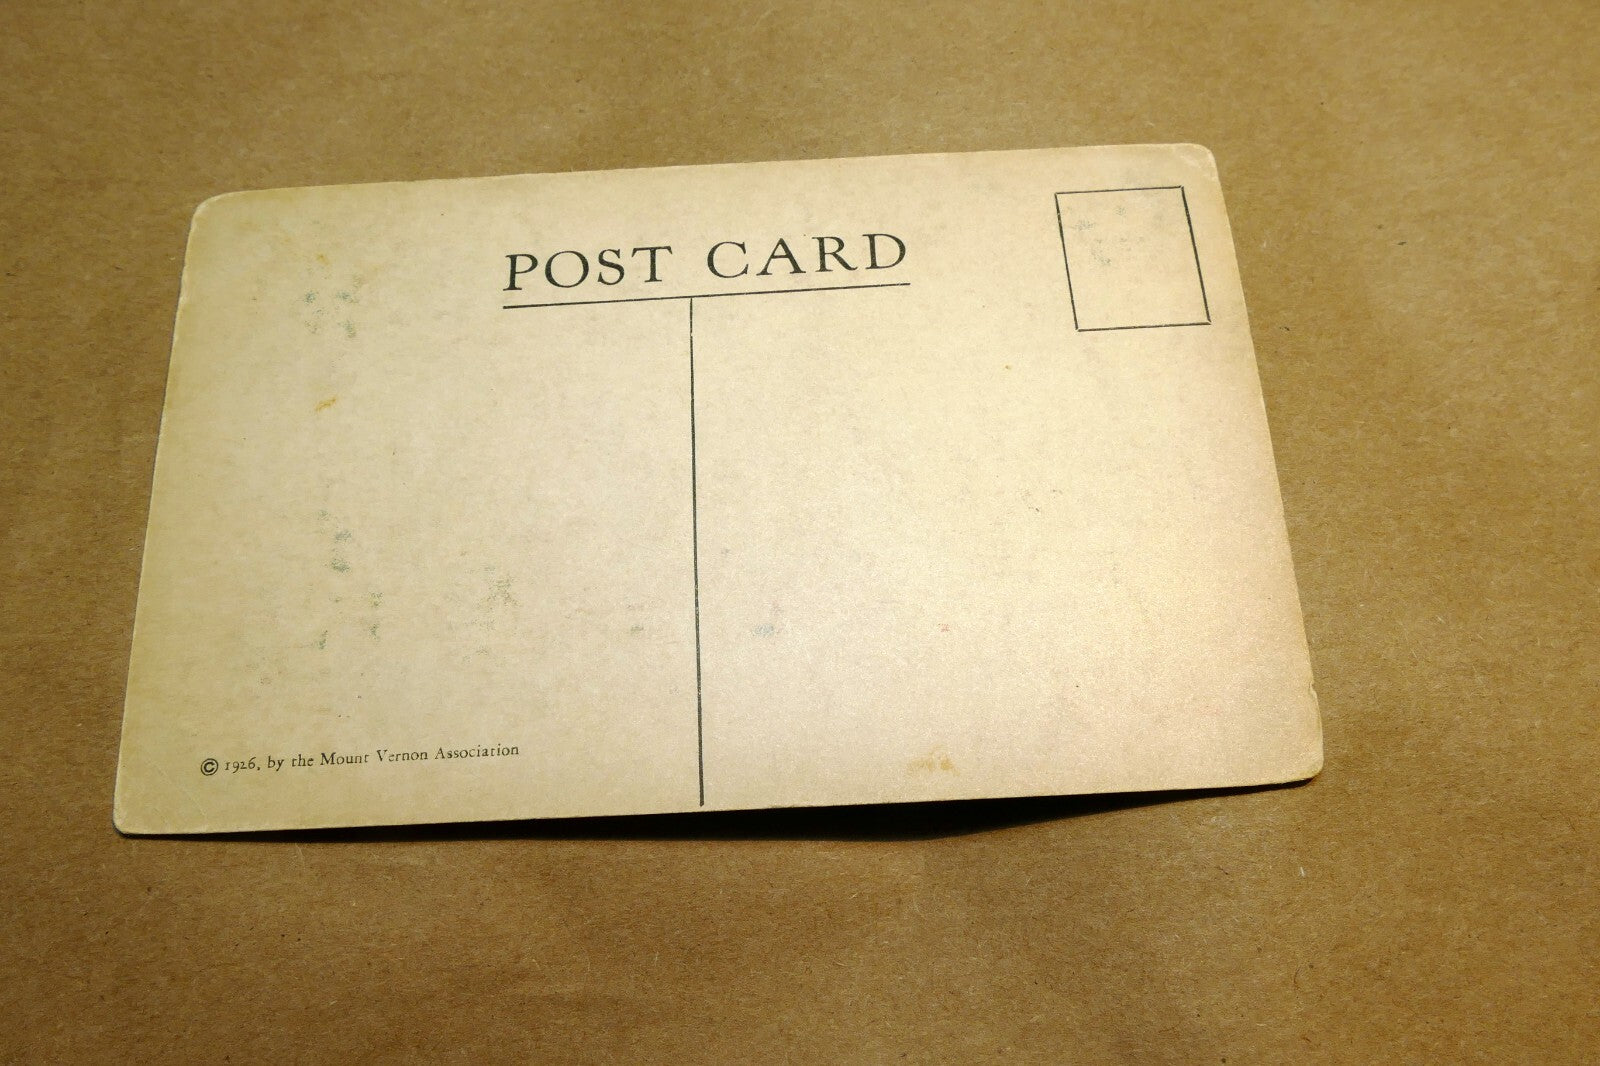 POST CARD
© 1926, by the Mount Vernon Association